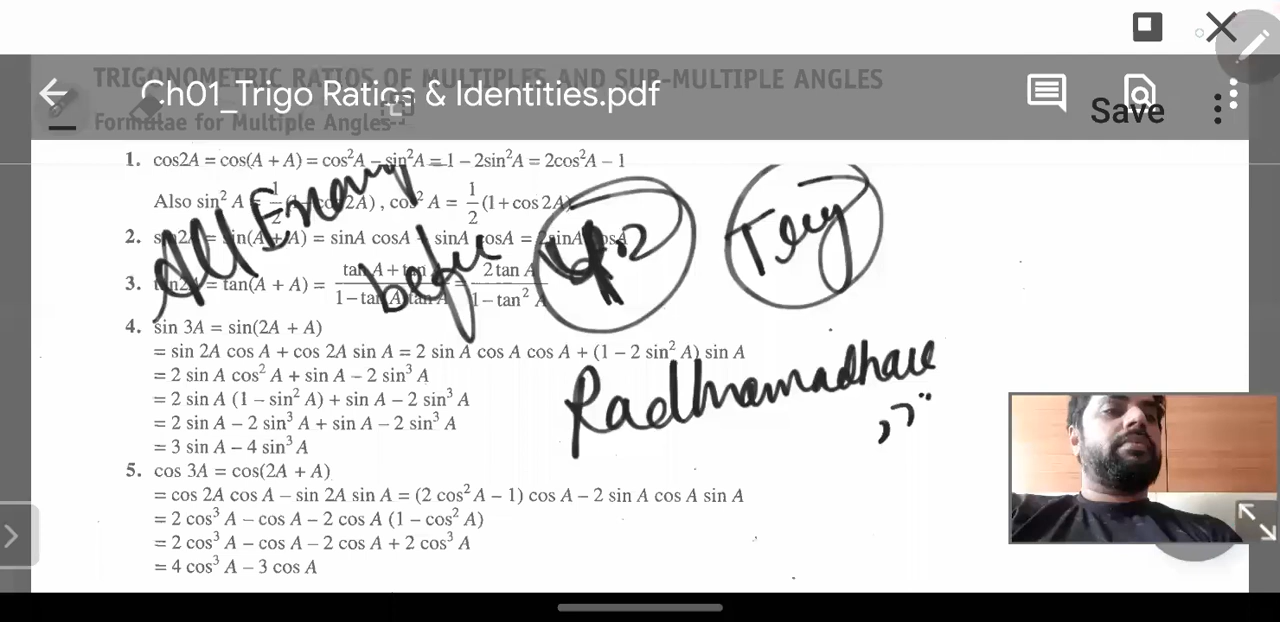 TRIGONOMETRIC RATIOS OF MULTIPLES AND SUB-MULTIPLE ANGLES
Ch01_Trigo Ratios & Identities.pdf
Save
Formulae for Multiple Angles
1. cos2A = cos(A + A) = cos²A – sin²A = 1 – 2sin²A = 2cos²A – 1
Also sin² A = 1/2 (1 – cos 2A) , cos² A = 1/2 (1 + cos 2A)
2. sin2A = sin(A + A) = sinA cosA + sinA cosA = 2sinA cosA
3. tan2A = tan(A + A) = (tan A + tan A)/(1 – tan A tan A) = (2 tan A)/(1 – tan² A)
All
before
4.2
4. sin 3A = sin(2A + A)
= sin 2A cos A + cos 2A sin A = 2 sin A cos A cos A + (1 – 2 sin² A) sin A
= 2 sin A cos² A + sin A – 2 sin³ A
= 2 sin A (1 – sin² A) + sin A – 2 sin³ A
= 2 sin A – 2 sin³ A + sin A – 2 sin³ A
= 3 sin A – 4 sin³ A
5. cos 3A = cos(2A + A)
= cos 2A cos A – sin 2A sin A = (2 cos² A – 1) cos A – 2 sin A cos A sin A
= 2 cos³ A – cos A – 2 cos A (1 – cos² A)
= 2 cos³ A – cos A – 2 cos A + 2 cos³ A
= 4 cos³ A – 3 cos A